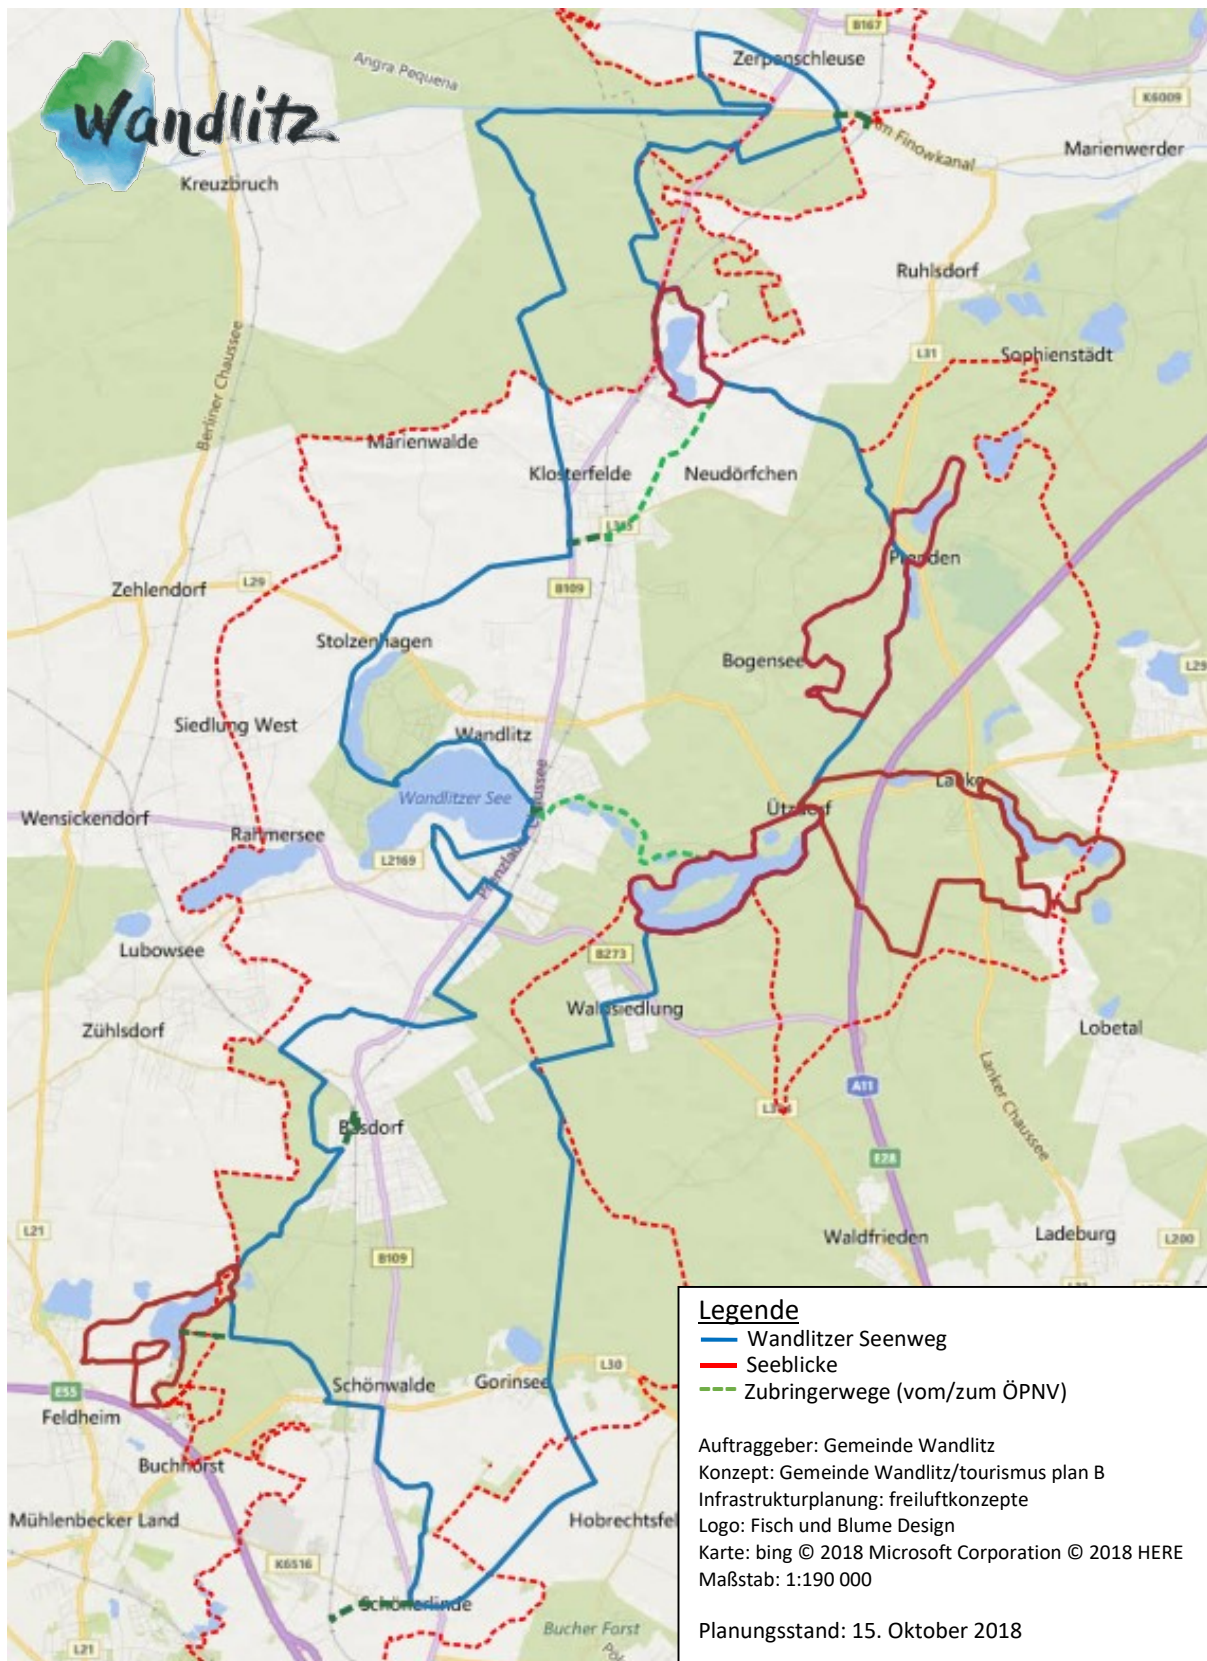 Wandlitz
B167
Zerpenschleuse
Angra Pequena
K6009
Finowkanal
Marienwerder
Kreuzbruch
Ruhlsdorf
L31
Sophienstädt
Berliner Chaussee
Marienwalde
Klosterfelde
Neudörfchen
Prenden
Zehlendorf
L29
B109
Stolzenhagen
Bogensee
L29
Siedlung West
Wandlitz
Wandlitzer See
Lanke
Ützdorf
Wensickendorf
Rahmersee
L2169
Lubowsee
B273
Waldsiedlung
Zühlsdorf
Lobetal
Lanker Chaussee
A11
Basdorf
E28
L21
Waldfrieden
Ladeburg
L200
B109
Schönwalde
Gorinsee
L30
E55
Feldheim
Buchhorst
Mühlenbecker Land
Hobrechtsfel
K6516
Schönerlinde
Bucher Forst
L21
Legende
Wandlitzer Seenweg
Seeblicke
Zubringerwege (vom/zum ÖPNV)
Auftraggeber: Gemeinde Wandlitz
Konzept: Gemeinde Wandlitz/tourismus plan B
Infrastrukturplanung: freiluftkonzepte
Logo: Fisch und Blume Design
Karte: bing © 2018 Microsoft Corporation © 2018 HERE
Maßstab: 1:190 000
Planungsstand: 15. Oktober 2018